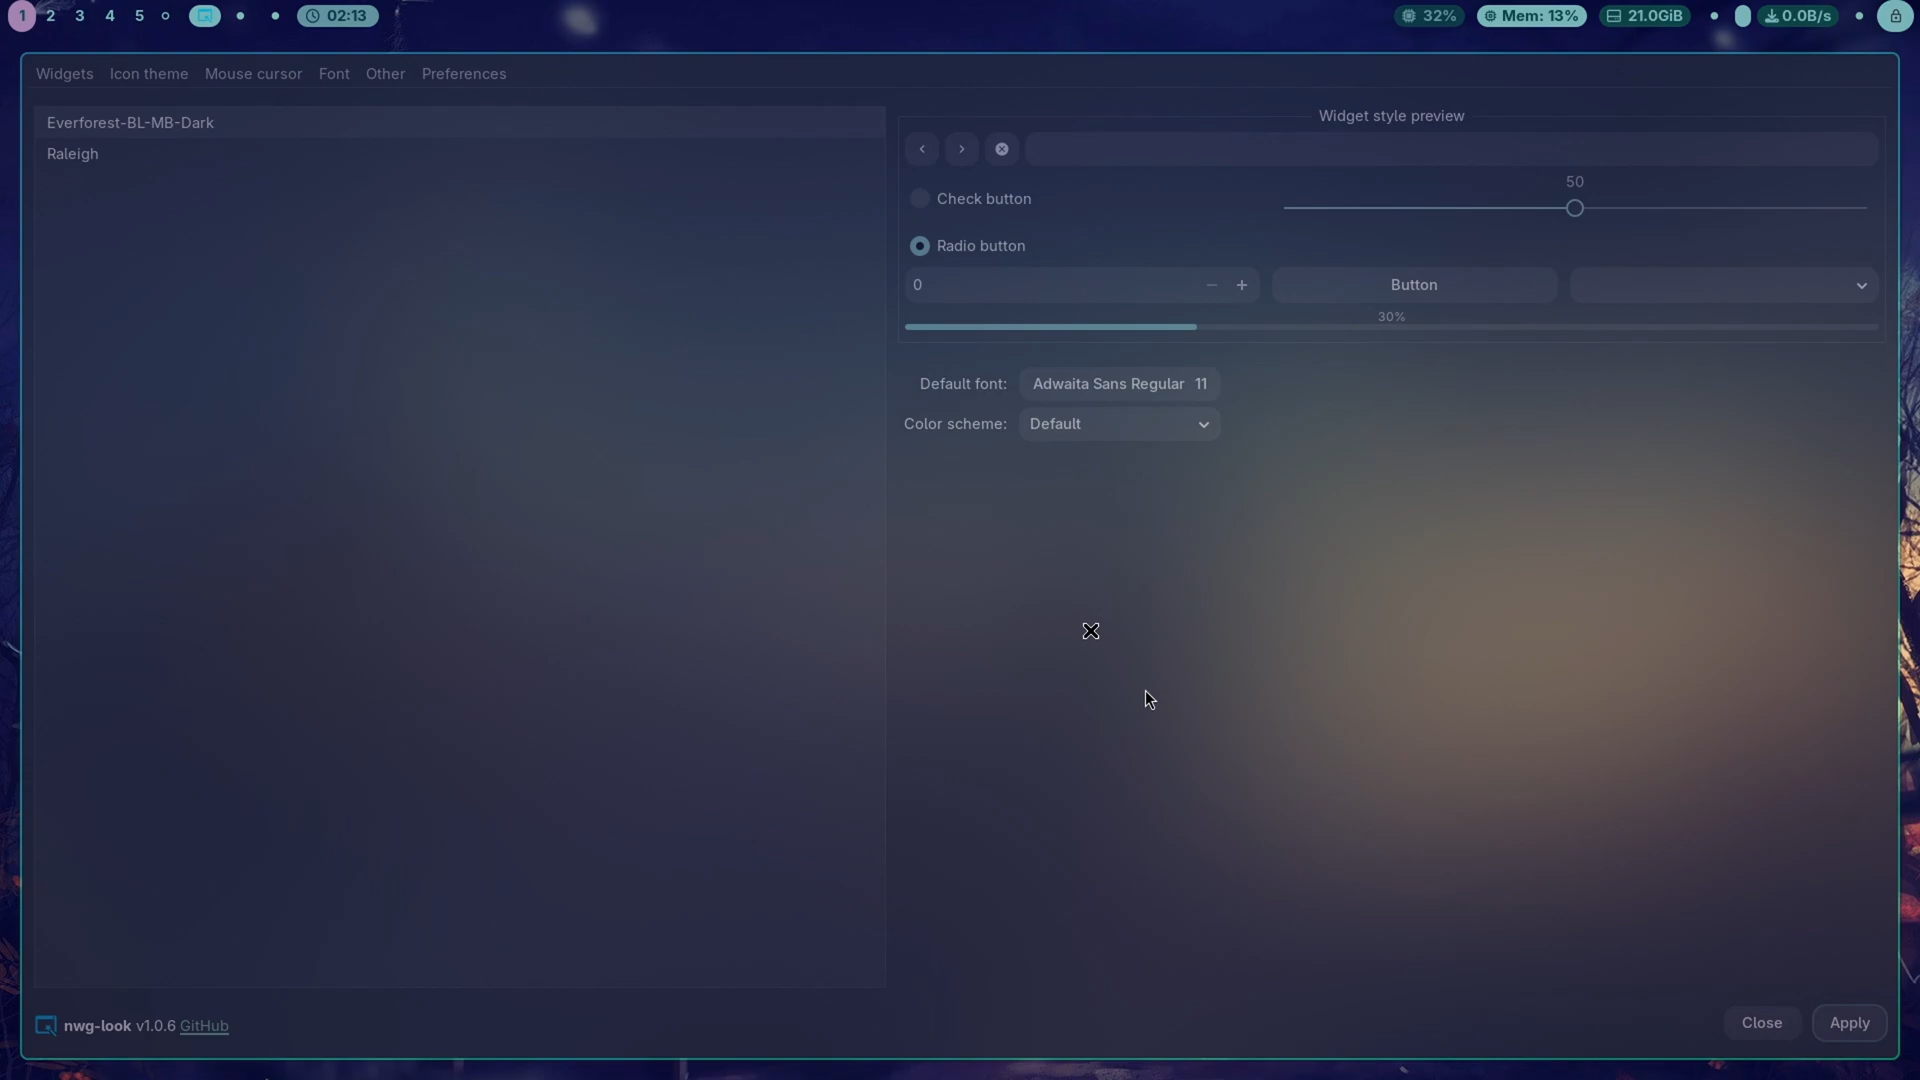 1 2 3 4 5 02:13 32% Mem: 13% 21.0GiB 0.0B/s
Widgets Icon theme Mouse cursor Font Other Preferences
Everforest-BL-MB-Dark
Raleigh
Widget style preview
50
Check button
Radio button
0 − + Button
30%
Default font: Adwaita Sans Regular 11
Color scheme: Default
nwg-look v1.0.6 GitHub
Close Apply